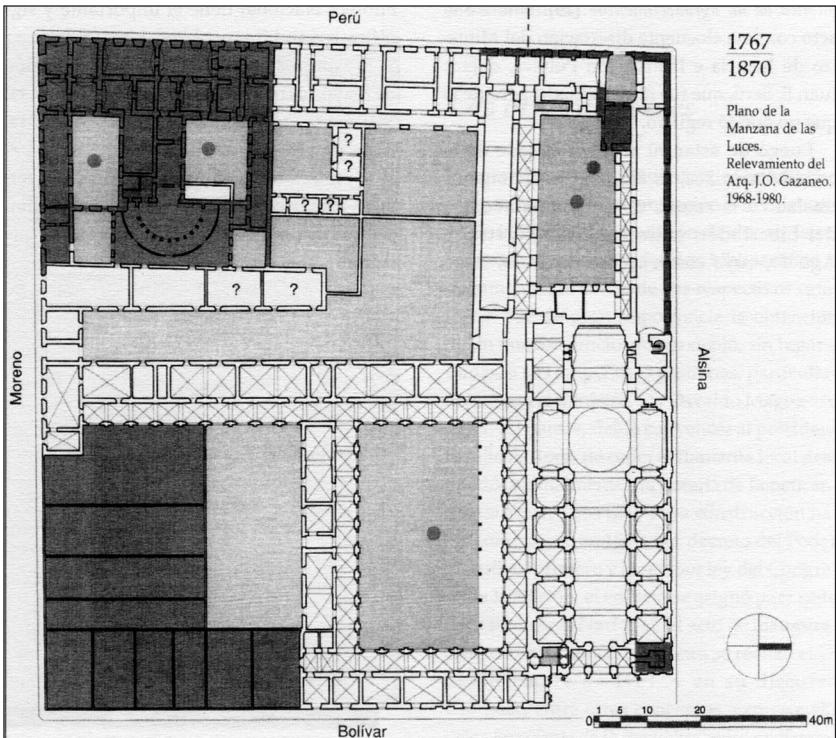 Perú
1767
1870
Plano de la
Manzana de las
Luces.
Relevamiento del
Arq. J.O. Gazaneo.
1968-1980.
?
?
? ? ?
? ?
Moreno
Alsina
0 1 5 10 20 40m
Bolívar